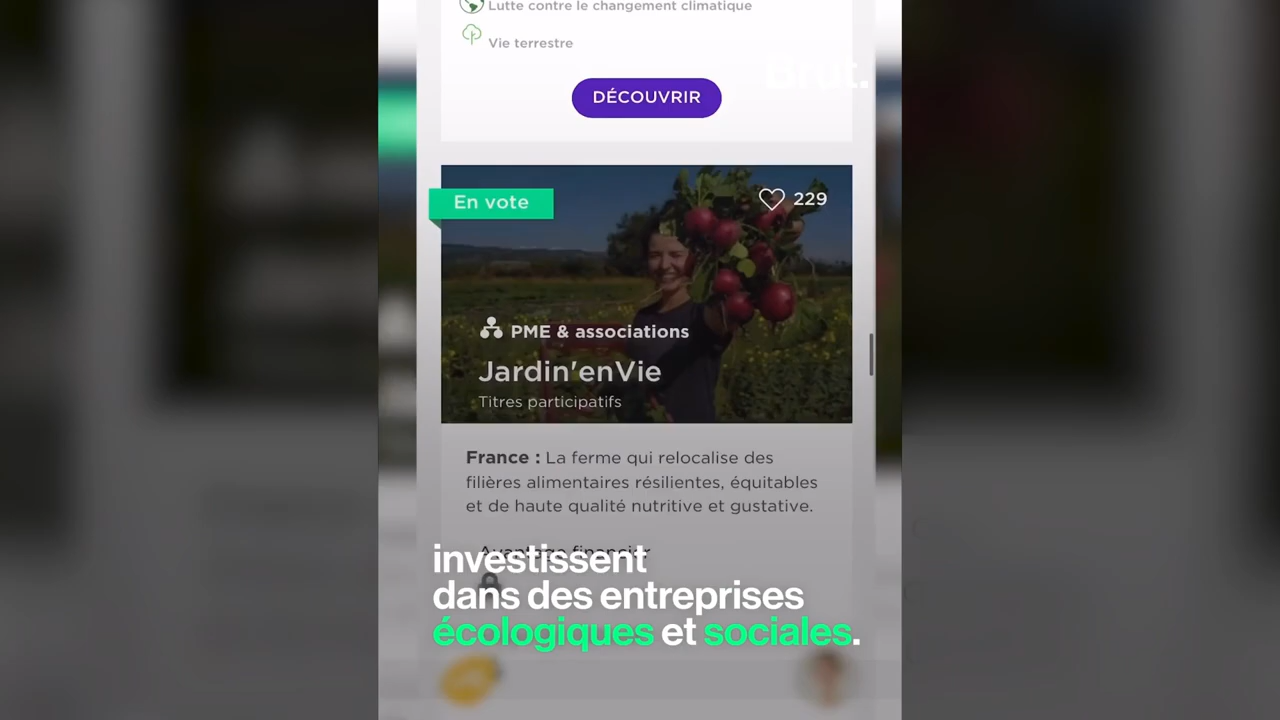 Lutte contre le changement climatique
Vie terrestre
Brut.
DÉCOUVRIR
En vote
229
PME & associations
Jardin'enVie
Titres participatifs
France : La ferme qui relocalise des
filières alimentaires résilientes, équitables
et de haute qualité nutritive et gustative.
Avantage financier
investissent
dans des entreprises
écologiques et sociales.